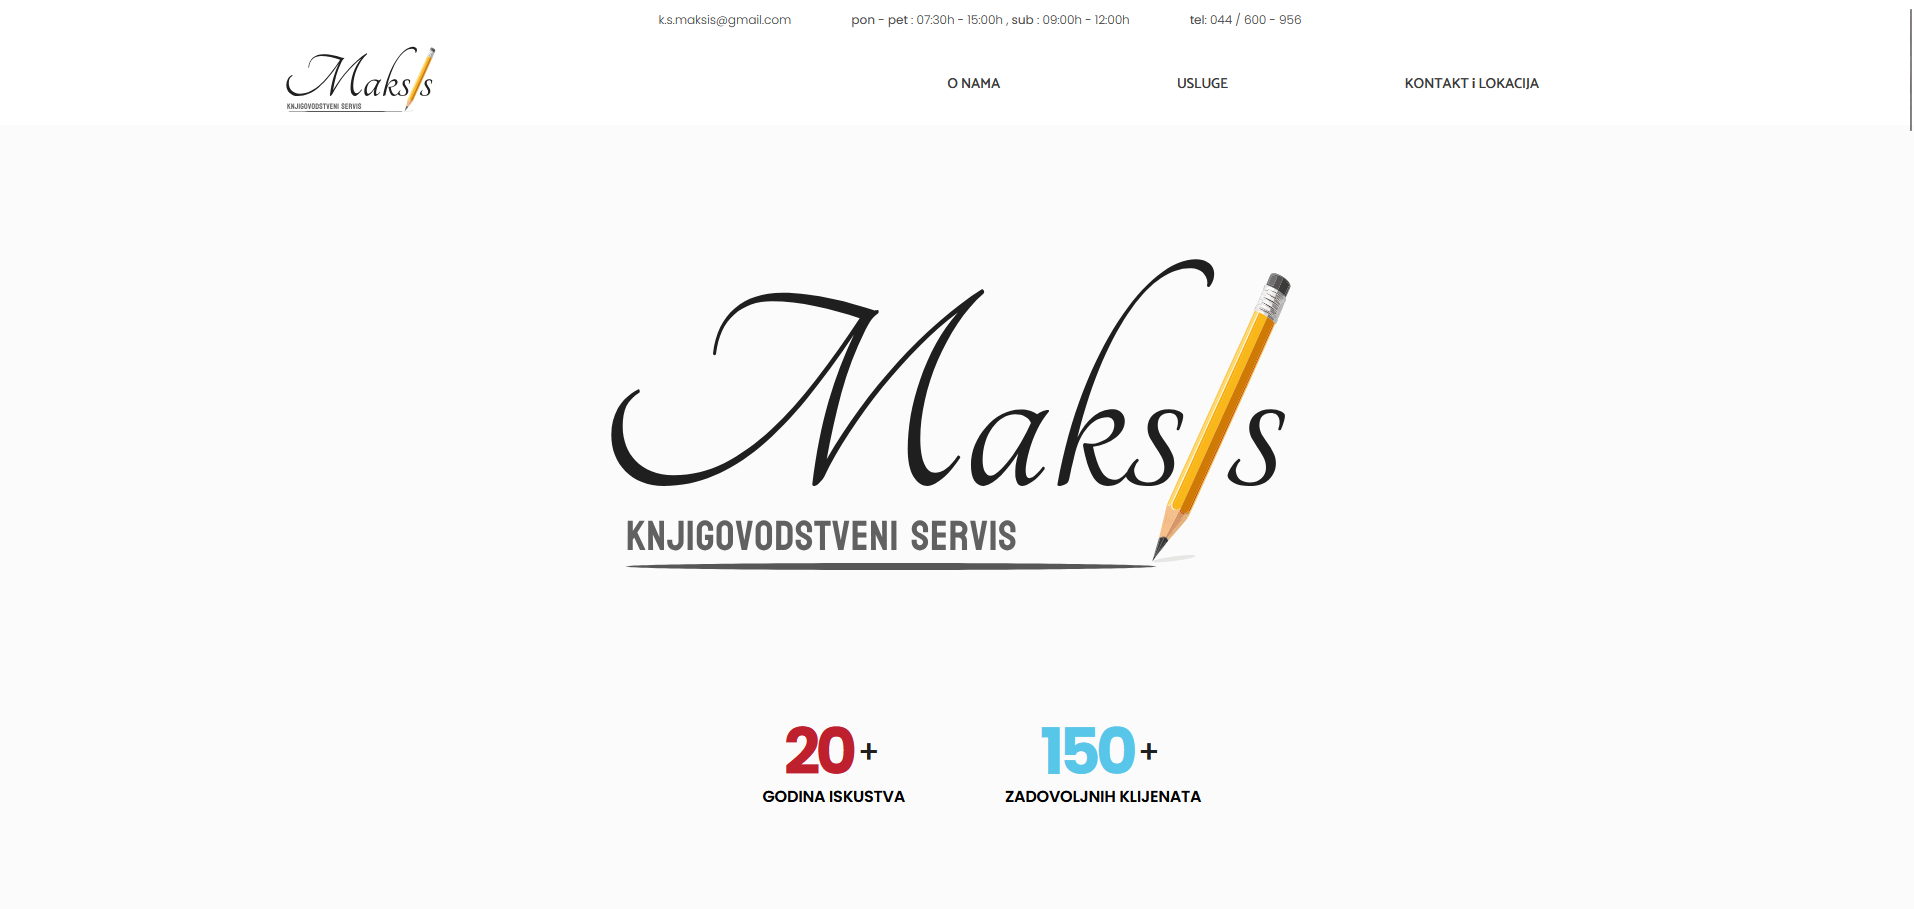 k.s.maksis@gmail.com pon - pet : 07:30h - 15:00h , sub : 09:00h - 12:00h tel: 044 / 600 - 956
Maksis
KNJIGOVODSTVENI SERVIS
O NAMA USLUGE KONTAKT i LOKACIJA
Maksis
KNJIGOVODSTVENI SERVIS
20+ 150+
GODINA ISKUSTVA ZADOVOLJNIH KLIJENATA